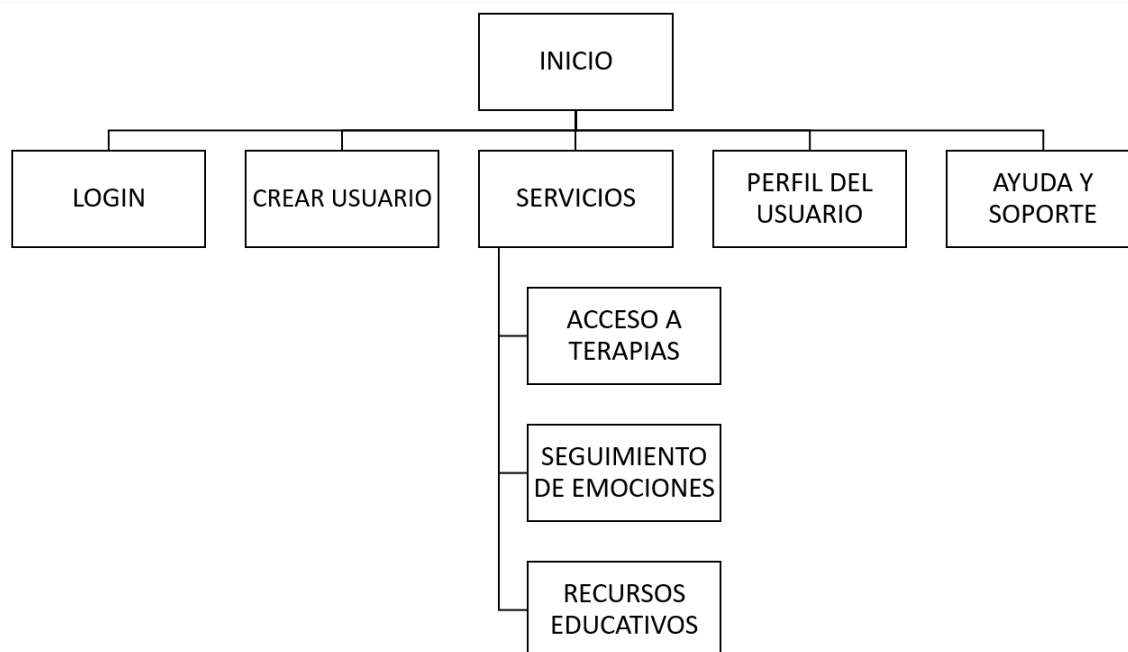 INICIO
LOGIN
CREAR USUARIO
SERVICIOS
PERFIL DEL
USUARIO
AYUDA Y
SOPORTE
ACCESO A
TERAPIAS
SEGUIMIENTO
DE EMOCIONES
RECURSOS
EDUCATIVOS